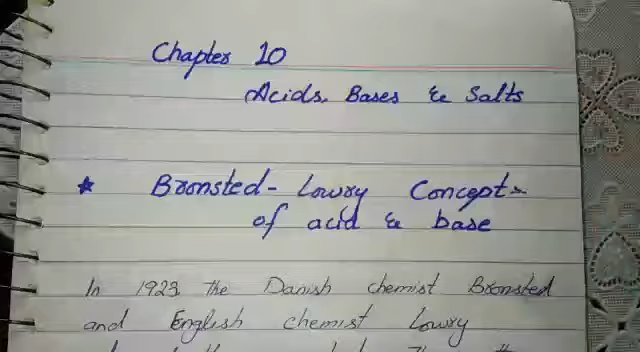 Chapter 10
Acids, Bases & Salts
* Bronsted-Lowry Concept:-
of acid & base
In 1923 the Danish chemist Bronsted
and English chemist Lowry